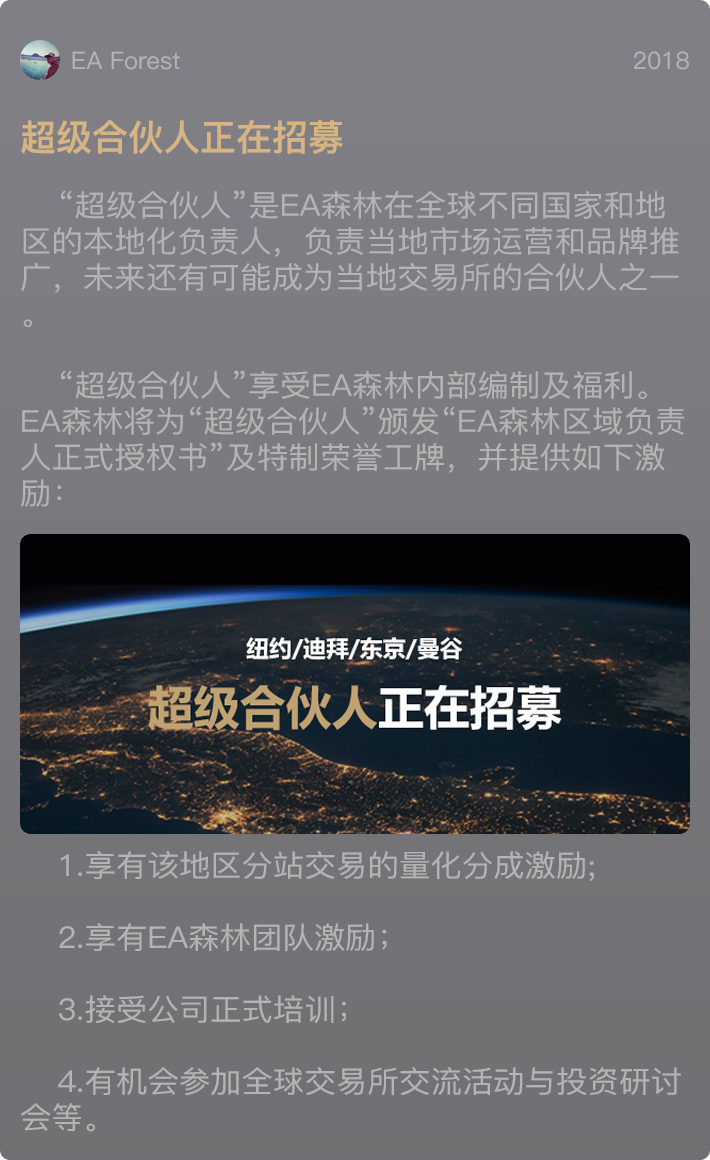 EA Forest
2018
超级合伙人正在招募
“超级合伙人”是EA森林在全球不同国家和地
区的本地化负责人，负责当地市场运营和品牌推
广，未来还有可能成为当地交易所的合伙人之一
。
“超级合伙人”享受EA森林内部编制及福利。
EA森林将为“超级合伙人”颁发“EA森林区域负责
人正式授权书”及特制荣誉工牌，并提供如下激
励：
纽约/迪拜/东京/曼谷
超级合伙人正在招募
1.享有该地区分站交易的量化分成激励;
2.享有EA森林团队激励；
3.接受公司正式培训；
4.有机会参加全球交易所交流活动与投资研讨
会等。